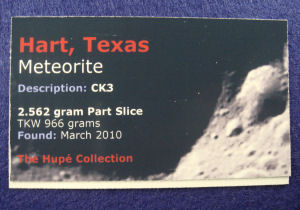 Hart, Texas
Meteorite
Description: CK3
2.562 gram Part Slice
TKW 966 grams
Found: March 2010
The Hupé Collection